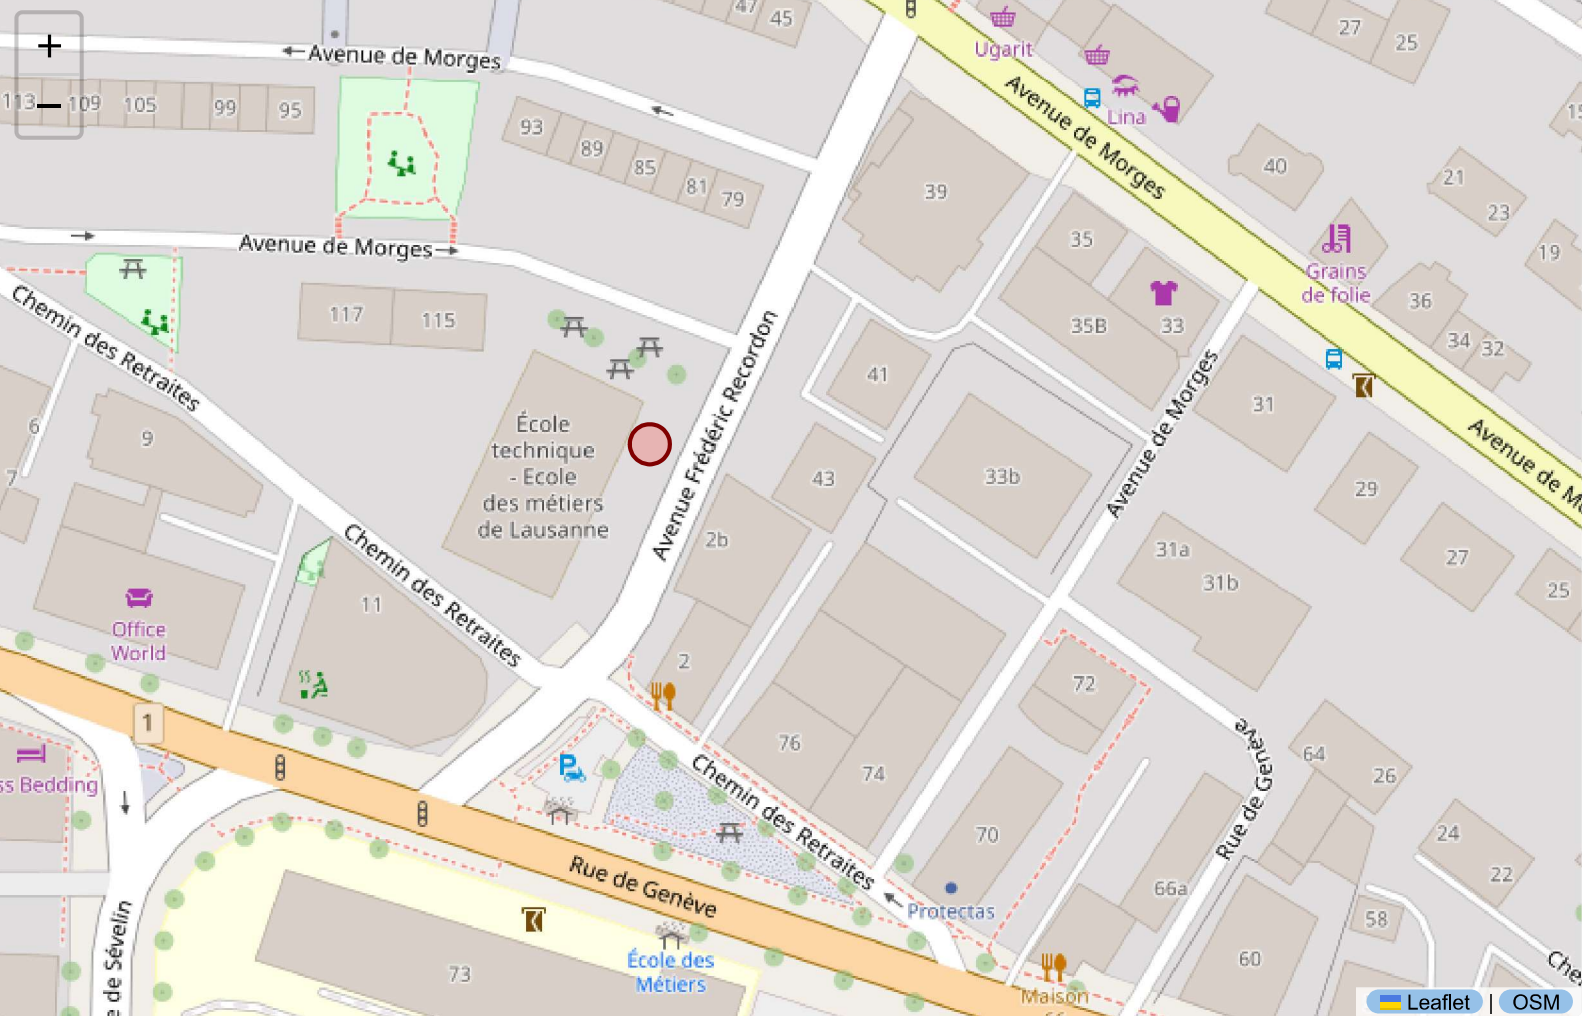 +
−
Avenue de Morges
47
45
Ugarit
27
25
113
109
105
99
95
93
89
85
81
79
Lina
Avenue de Morges
39
40
21
23
19
Avenue de Morges
35
Grains
de folie
36
34
32
Chemin des Retraites
117
115
35B
33
Avenue Frédéric Recordon
41
31
Avenue de Morges
6
9
7
École
technique
- Ecole
des métiers
de Lausanne
43
33b
29
2b
27
25
31a
31b
Chemin des Retraites
11
Office
World
2
72
1
76
74
64
26
Rue de Genève
ss Bedding
Chemin des Retraites
70
24
22
66a
Rue de Genève
Protectas
58
60
73
École des
Métiers
e de Sévelin
Maison
Che
Leaflet | OSM